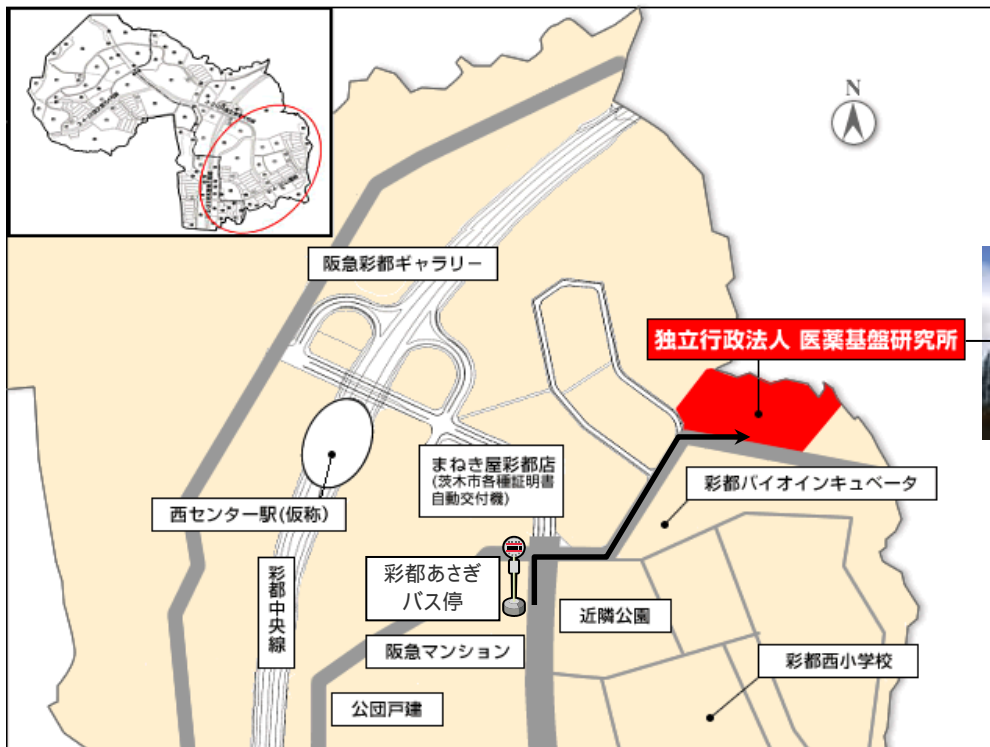 N
阪急彩都ギャラリー
独立行政法人 医薬基盤研究所
まねき屋彩都店
(茨木市各種証明書
自動交付機)
彩都バイオインキュベータ
西センター駅(仮称)
彩都中央線
彩都あさぎ
バス停
近隣公園
阪急マンション
彩都西小学校
公団戸建